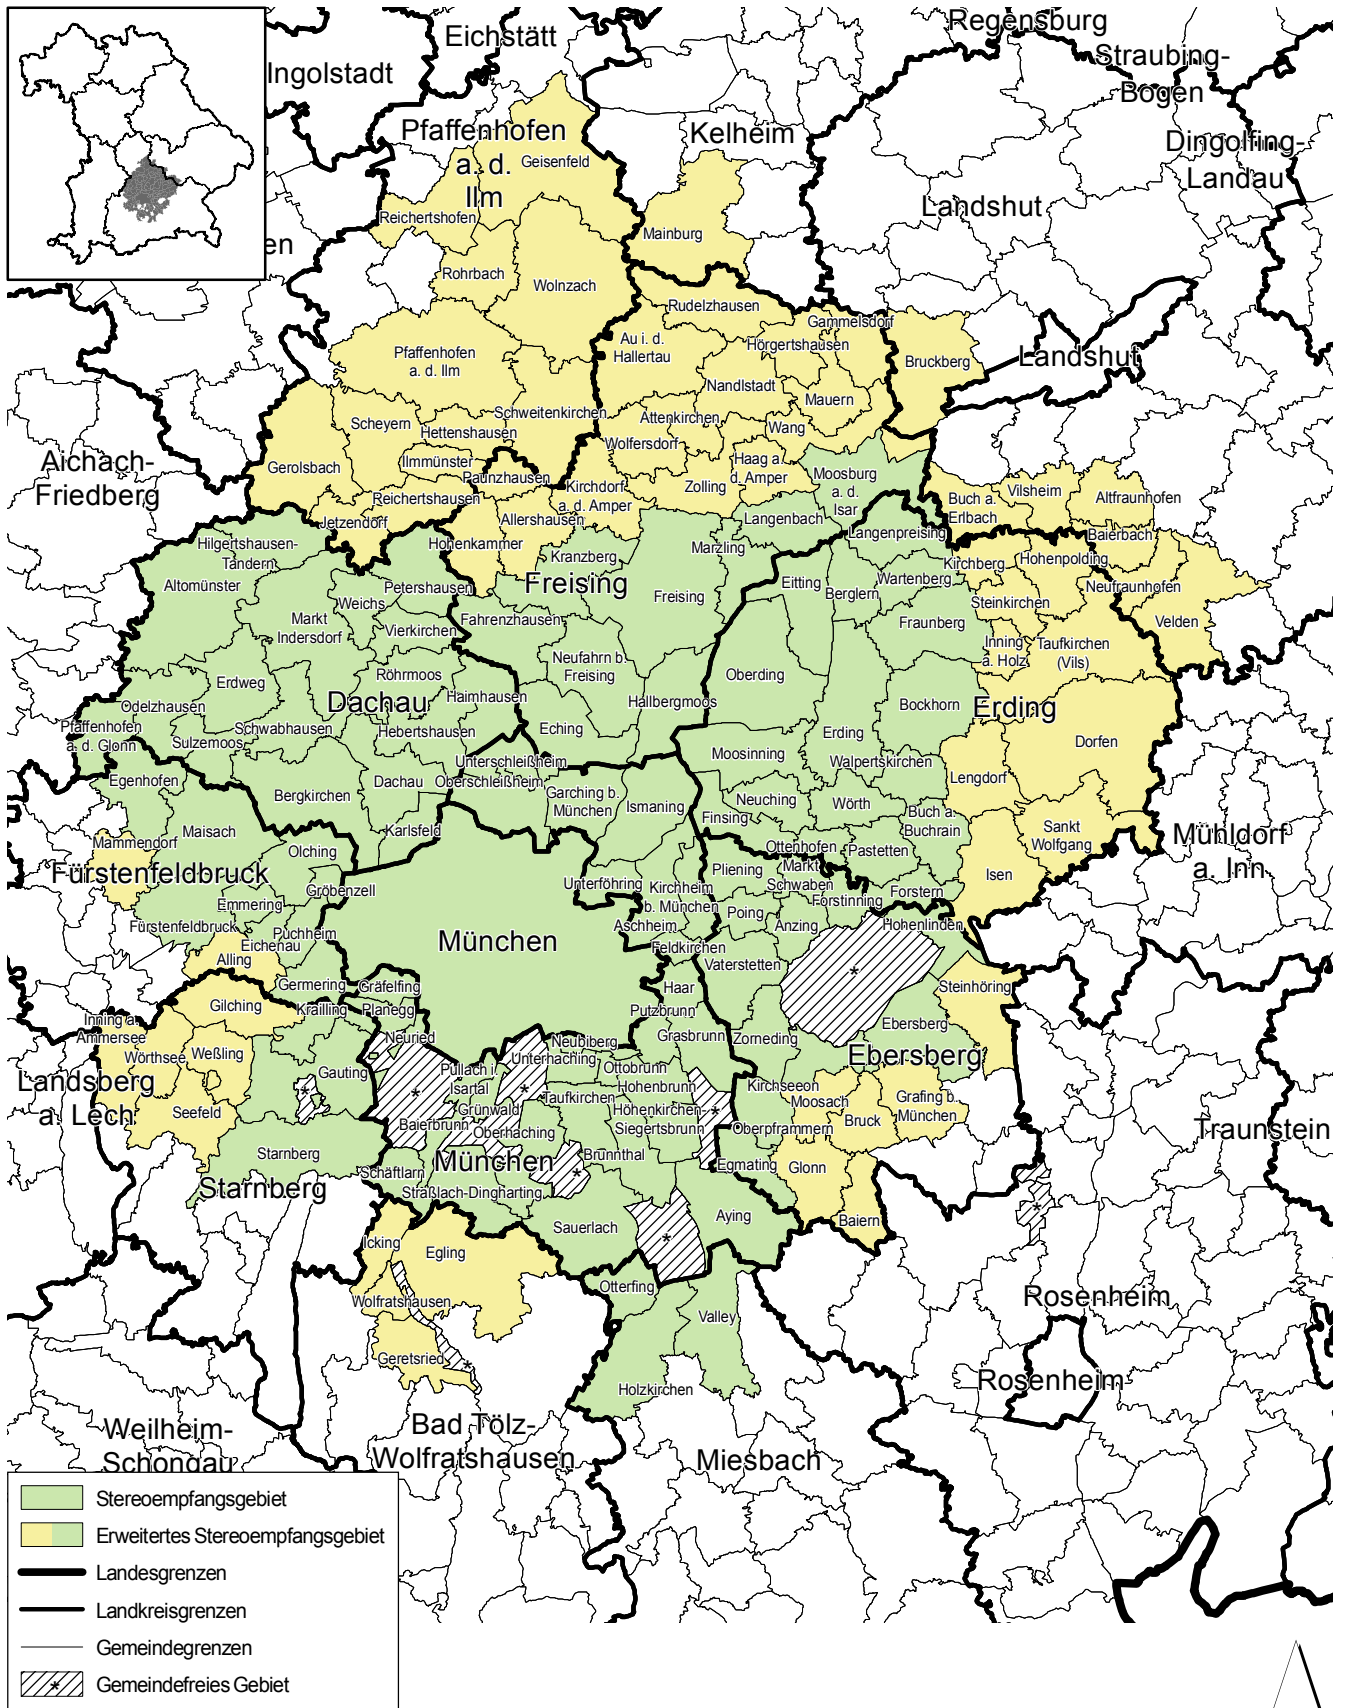 Regensburg
Eichstätt
Straubing-
Bogen
Ingolstadt
Pfaffenhofen
a. d.
Ilm
Kelheim
Dingolfing-
Landau
Geisenfeld
Landshut
Reichertshofen
Mainburg
en
Rohrbach
Wolnzach
Rudelzhausen
Gammelsdorf
Au i. d.
Hallertau
Hörgertshausen
Bruckberg
Landshut
Pfaffenhofen
a. d. Ilm
Nandlstadt
Mauern
Schweitenkirchen
Attenkirchen
Scheyern
Hettenshausen
Wang
Wolfersdorf
Aichach-
Friedberg
Gerolsbach
Ilmmünster
Paunzhausen
Haag a.
d. Amper
Moosburg
a. d.
Isar
Kirchdorf
a. d. Amper
Zolling
Reichertshausen
Buch a.
Erlbach
Vilsheim
Altfraunhofen
Jetzendorf
Allershausen
Langenbach
Langenpreising
Baierbach
Hilgertshausen-
Tandern
Hohenkammer
Kranzberg
Marzling
Kirchberg
Hohenpolding
Altomünster
Petershausen
Freising
Eitting
Wartenberg
Neufraunhofen
Weichs
Freising
Berglern
Steinkirchen
Markt
Indersdorf
Vierkirchen
Fahrenzhausen
Fraunberg
Velden
Inning
a. Holz
Taufkirchen
(Vils)
Neufahrn b.
Freising
Röhrmoos
Oberding
Erdweg
Haimhausen
Hallbergmoos
Bockhorn
Erding
Odelzhausen
Dachau
Pfaffenhofen
a. d. Glonn
Schwabhausen
Hebertshausen
Eching
Erding
Dorfen
Sulzemoos
Unterschleißheim
Moosinning
Walpertskirchen
Egenhofen
Dachau
Oberschleißheim
Lengdorf
Bergkirchen
Garching b.
München
Ismaning
Neuching
Wörth
Buch a.
Buchrain
Finsing
Maisach
Karlsfeld
Sankt
Wolfgang
Mühldorf
a. Inn
Mammendorf
Olching
Ottenhofen
Pastetten
Fürstenfeldbruck
Gröbenzell
Unterföhring
Kirchheim
b. München
Pliening
Markt
Schwaben
Isen
Emmering
Forstern
Forstinning
Fürstenfeldbruck
Puchheim
München
Aschheim
Poing
Anzing
Hohenlinden
Eichenau
Alling
Feldkirchen
Vaterstetten
Germering
Gräfelfing
Haar
Steinhöring
Gilching
Krailling
Planegg
Putzbrunn
Inning a.
Ammersee
Ebersberg
Neuried
Grasbrunn
Zorneding
Wörthsee
Weßling
Neubiberg
Unterhaching
Ebersberg
Landsberg
a. Lech
Gauting
Pullach i.
Isartal
Ottobrunn
Hohenbrunn
Kirchseeon
Seefeld
Taufkirchen
Moosach
Grafing b.
München
Grünwald
Höhenkirchen-
Siegertsbrunn
Bruck
Baierbrunn
Oberhaching
Oberpframmern
Traunstein
Starnberg
München
Brunnthal
Schäftlarn
Egmating
Glonn
Starnberg
Straßlach-Dingharting
Sauerlach
Aying
Baiern
Icking
Egling
Otterfing
Wolfratshausen
Valley
Rosenheim
Geretsried
Holzkirchen
Rosenheim
Weilheim-
Schongau
Bad Tölz-
Wolfratshausen
Miesbach
Stereoempfangsgebiet
Erweitertes Stereoempfangsgebiet
Landesgrenzen
Landkreisgrenzen
Gemeindegrenzen
Gemeindefreies Gebiet